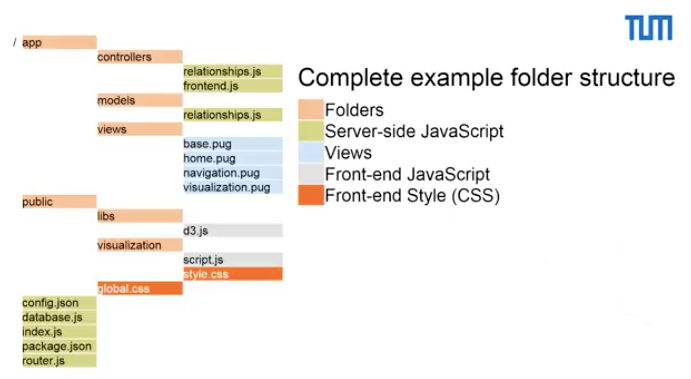 TUM
/ app
controllers
relationships.js
frontend.js
models
relationships.js
views
base.pug
home.pug
navigation.pug
visualization.pug
public
libs
d3.js
visualization
script.js
style.css
global.css
config.json
database.js
index.js
package.json
router.js
Complete example folder structure
Folders
Server-side JavaScript
Views
Front-end JavaScript
Front-end Style (CSS)